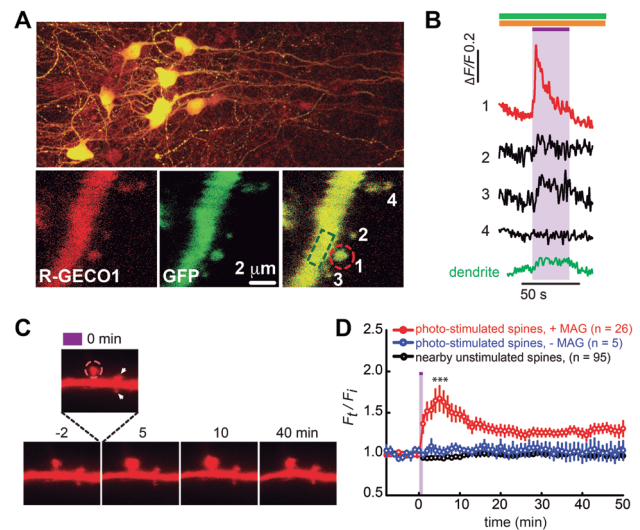 A
R-GECO1
GFP
2 μm
4
2
1
3
B
ΔF/F 0.2
1
2
3
4
dendrite
50 s
C
0 min
-2
5
10
40 min
D
2.5
2.0
1.5
1.0
0.5
Ft/Fi
photo-stimulated spines, + MAG (n = 26)
photo-stimulated spines, - MAG (n = 5)
nearby unstimulated spines, (n = 95)
***
0 10 20 30 40 50
time (min)